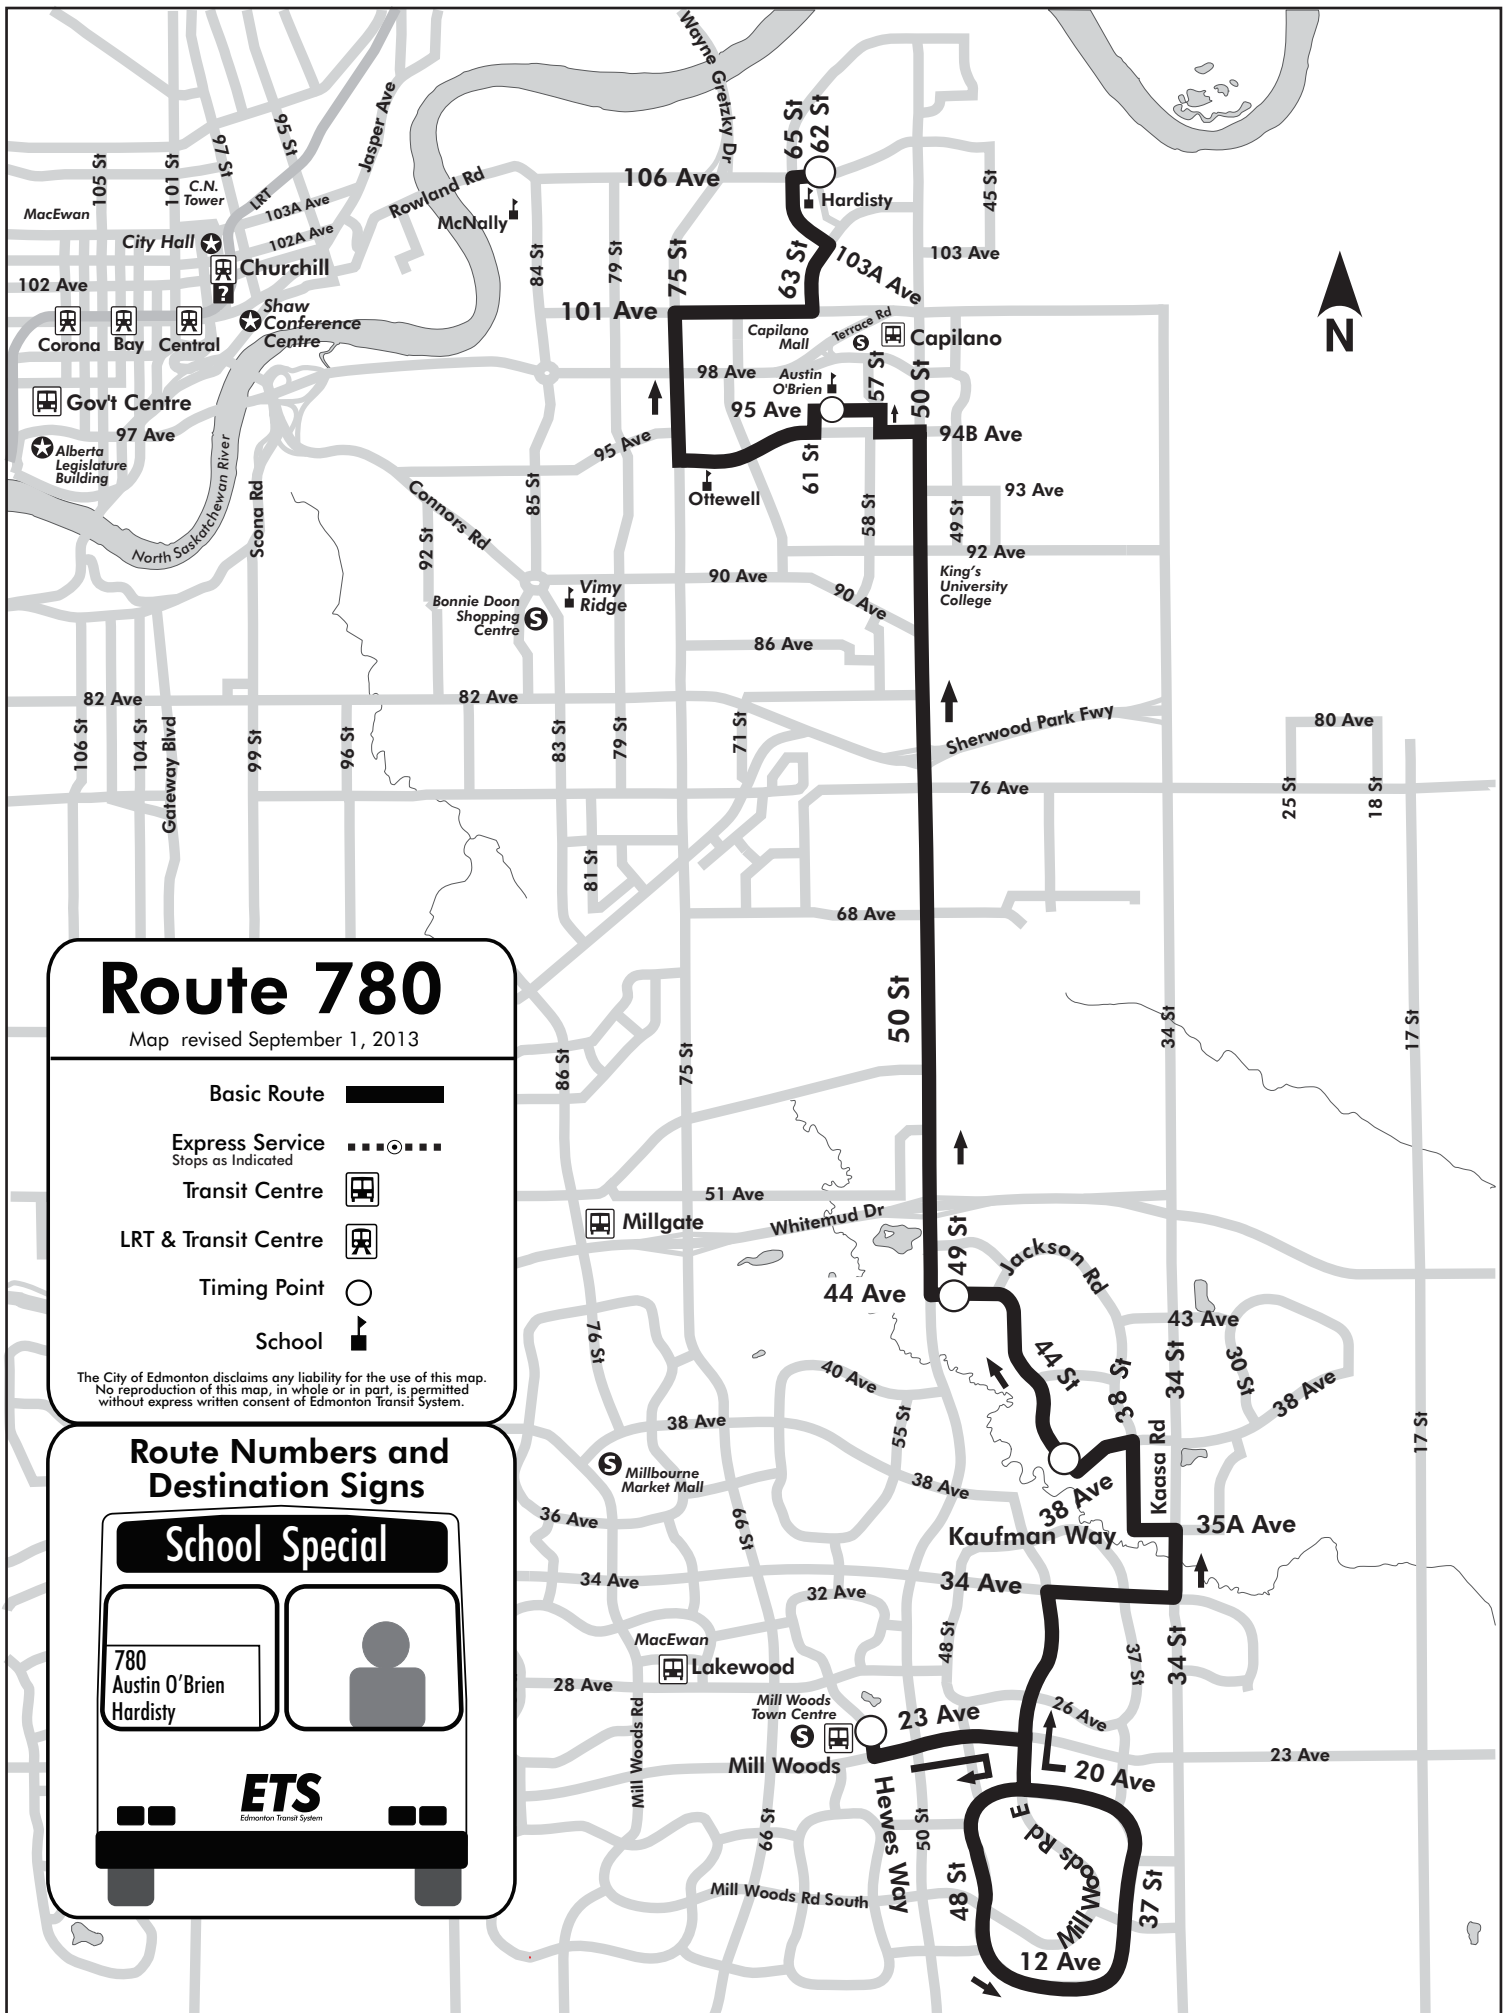 Wayne Gretzky Dr
65 St
62 St
106 Ave
Hardisty
45 St
103 Ave
103A Ave
63 St
75 St
79 St
84 St
101 Ave
Rowland Rd
McNally
Jasper Ave
95 St
97 St
101 St
105 St
C.N.
Tower
LRT
103A Ave
102A Ave
MacEwan
City Hall
Churchill
?
102 Ave
Shaw
Conference
Centre
Corona
Bay
Central
Gov't Centre
97 Ave
Alberta
Legislature
Building
North Saskatchewan River
Scona Rd
N
Capilano
Mall
Terrace Rd
S
Capilano
98 Ave
Austin
O'Brien
57 St
50 St
95 Ave
94B Ave
95 Ave
61 St
Ottewell
93 Ave
58 St
49 St
92 Ave
85 St
Connors Rd
92 St
King's
University
College
90 Ave
90 Ave
Vimy
Ridge
Bonnie Doon
Shopping
Centre
S
86 Ave
82 Ave
82 Ave
106 St
104 St
Gateway Blvd
99 St
96 St
83 St
79 St
71 St
Sherwood Park Fwy
80 Ave
76 Ave
25 St
18 St
81 St
68 Ave
50 St
34 St
17 St
86 St
75 St
Route 780
Map revised September 1, 2013
Basic Route
Express Service
Stops as Indicated
Transit Centre
LRT & Transit Centre
Timing Point
School
The City of Edmonton disclaims any liability for the use of this map.
No reproduction of this map, in whole or in part, is permitted
without express written consent of Edmonton Transit System.
51 Ave
Millgate
Whitemud Dr
49 St
Jackson Rd
44 Ave
43 Ave
76 St
44 St
38 St
34 St
30 St
40 Ave
38 Ave
38 Ave
55 St
17 St
Kaasa Rd
S
Millbourne
Market Mall
38 Ave
38 Ave
36 Ave
66 St
Kaufman Way
35A Ave
34 Ave
32 Ave
34 Ave
MacEwan
Lakewood
48 St
37 St
34 St
28 Ave
Mill Woods
Town Centre
S
Mill Woods
23 Ave
26 Ave
23 Ave
20 Ave
Mill Woods Rd
Hewes Way
66 St
50 St
Mill Woods Rd E
48 St
37 St
Mill Woods Rd South
12 Ave
Route Numbers and
Destination Signs
School Special
780
Austin O'Brien
Hardisty
ETS
Edmonton Transit System